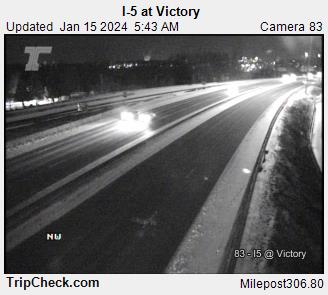 I-5 at Victory
Updated Jan 15 2024 5:43 AM Camera 83
T
NW
83 - I5 @ Victory
TripCheck.com Milepost306.80